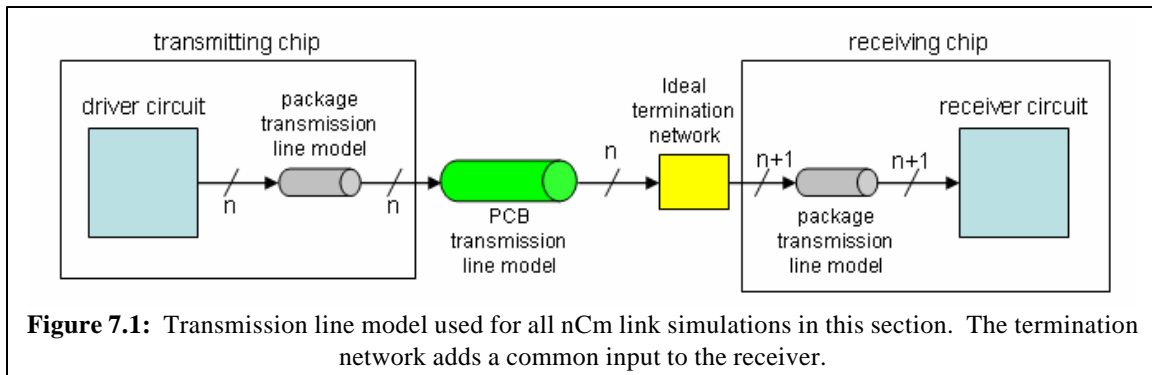 transmitting chip
driver circuit
package
transmission
line model
n
n
PCB
transmission
line model
n
Ideal
termination
network
receiving chip
n+1
n+1
package
transmission
line model
receiver circuit
Figure 7.1: Transmission line model used for all nCm link simulations in this section. The termination
network adds a common input to the receiver.